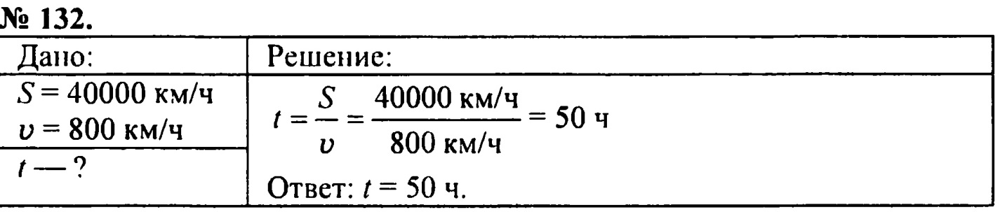 № 132.
Дано:
S = 40000 км/ч
υ = 800 км/ч
t — ?
Решение:
t = S/υ = 40000 км/ч / 800 км/ч = 50 ч
Ответ: t = 50 ч.